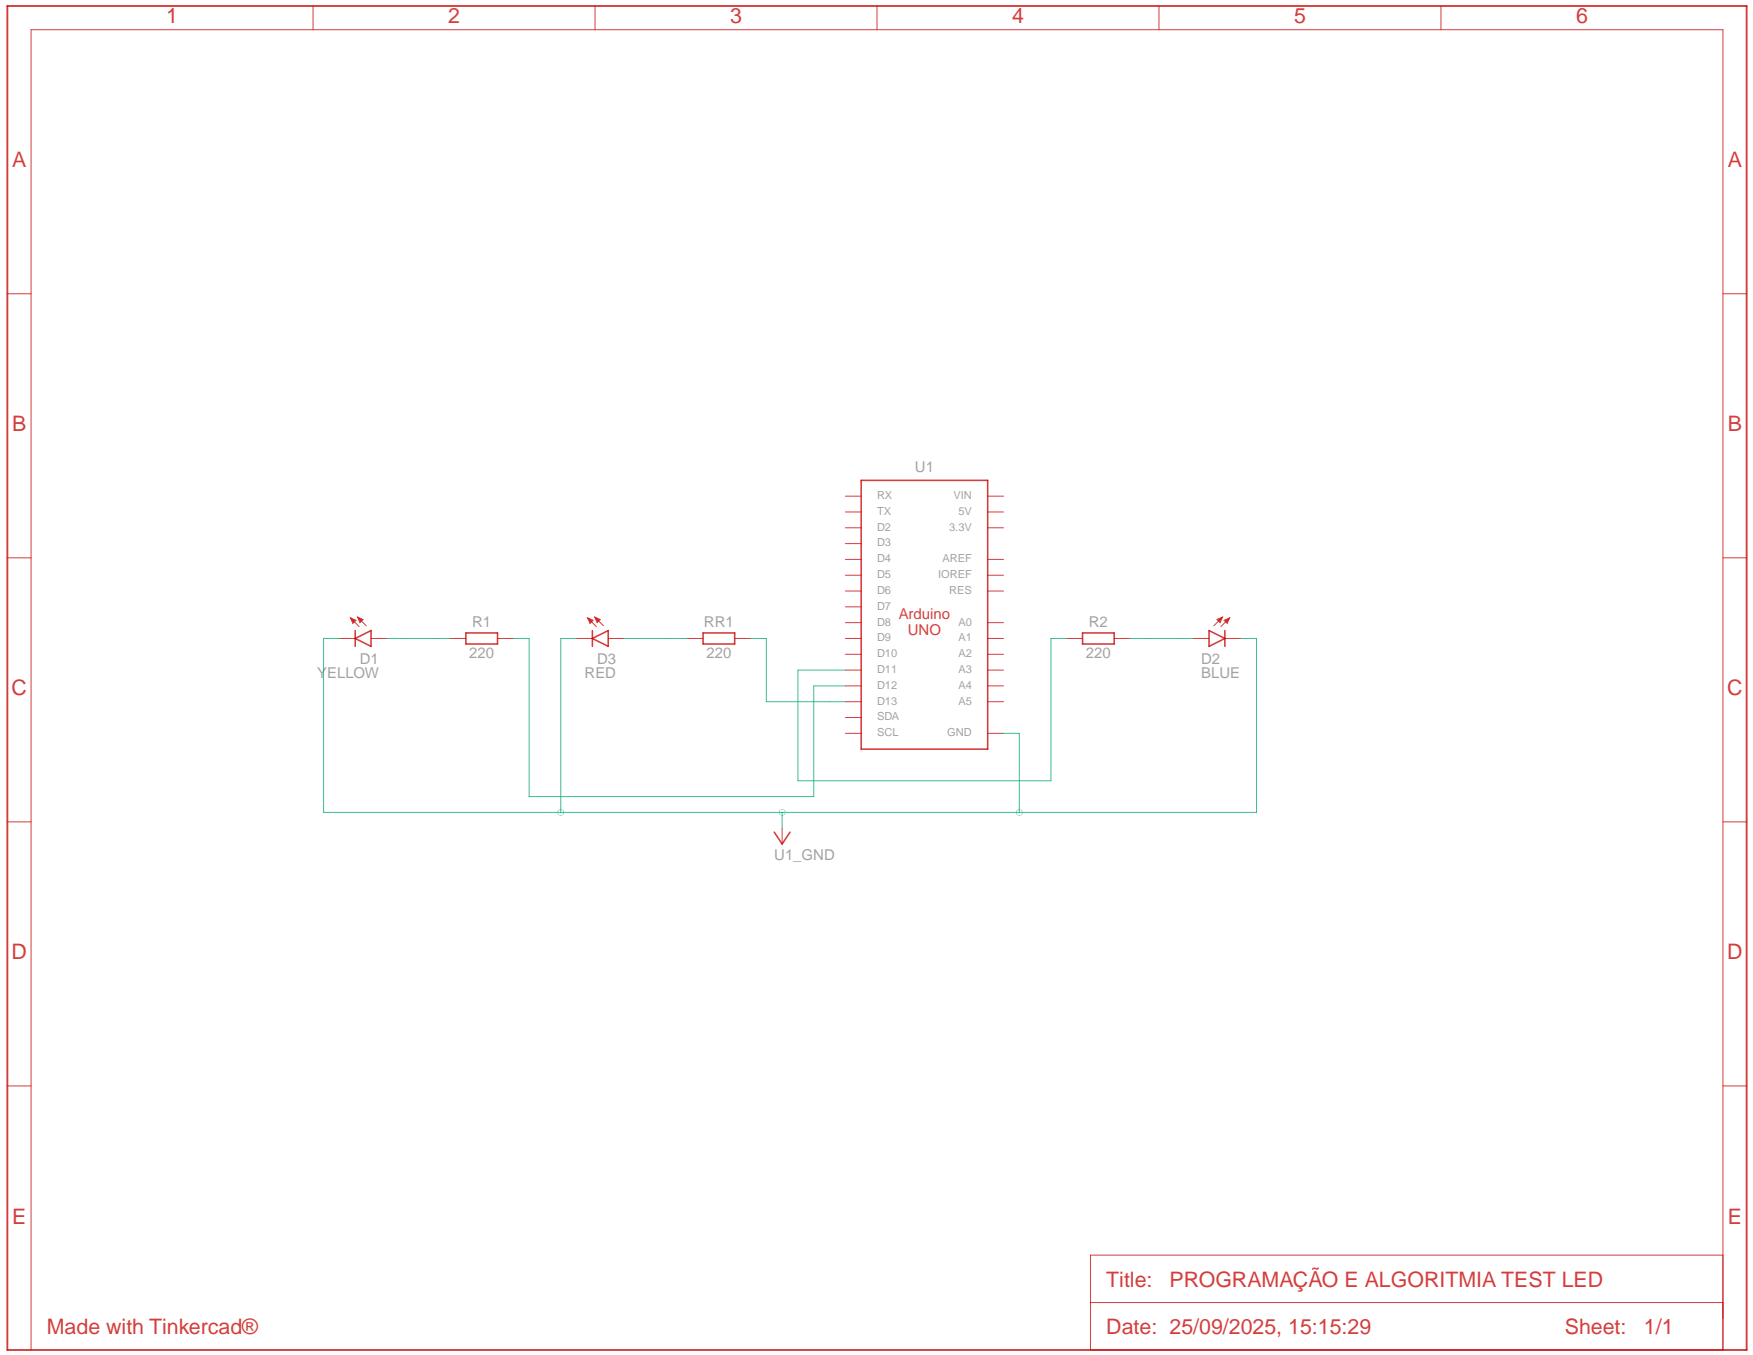 1 2 3 4 5 6
A A
B B
U1
RX VIN
TX 5V
D2 3.3V
D3
D4 AREF
D5 IOREF
D6 RES
D7
Arduino
UNO
D8 A0
D9 A1
D10 A2
D11 A3
D12 A4
D13 A5
SDA
SCL GND
R1
220
D1
YELLOW
RR1
220
D3
RED
R2
220
D2
BLUE
C C
U1_GND
D D
E E
Title: PROGRAMAÇÃO E ALGORITMIA TEST LED
Made with Tinkercad®
Date: 25/09/2025, 15:15:29 Sheet: 1/1